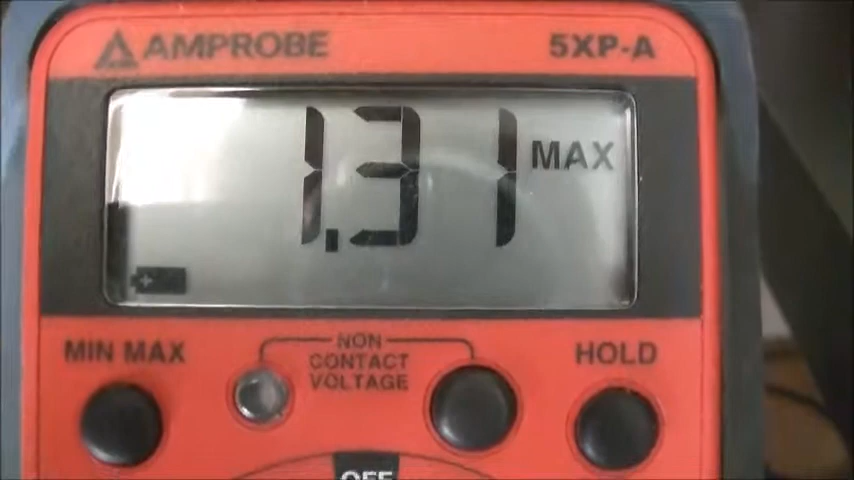 AMPROBE 5XP-A
1.31 MAX
MIN MAX
NON
CONTACT
VOLTAGE
HOLD
OFF